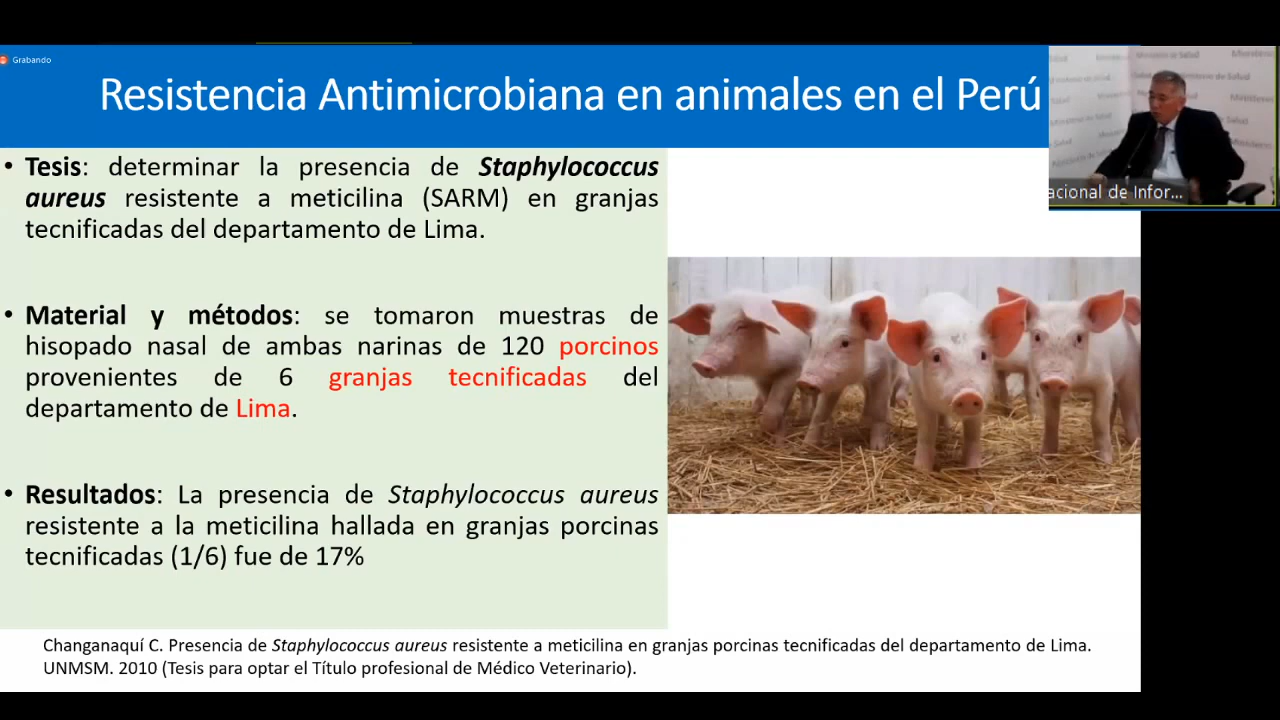 Grabando
Resistencia Antimicrobiana en animales en el Perú
Ministerio de Salud
acional de Infor...
• Tesis: determinar la presencia de Staphylococcus
aureus resistente a meticilina (SARM) en granjas
tecnificadas del departamento de Lima.
• Material y métodos: se tomaron muestras de
hisopado nasal de ambas narinas de 120 porcinos
provenientes de 6 granjas tecnificadas del
departamento de Lima.
• Resultados: La presencia de Staphylococcus aureus
resistente a la meticilina hallada en granjas porcinas
tecnificadas (1/6) fue de 17%
Changanaquí C. Presencia de Staphylococcus aureus resistente a meticilina en granjas porcinas tecnificadas del departamento de Lima.
UNMSM. 2010 (Tesis para optar el Título profesional de Médico Veterinario).